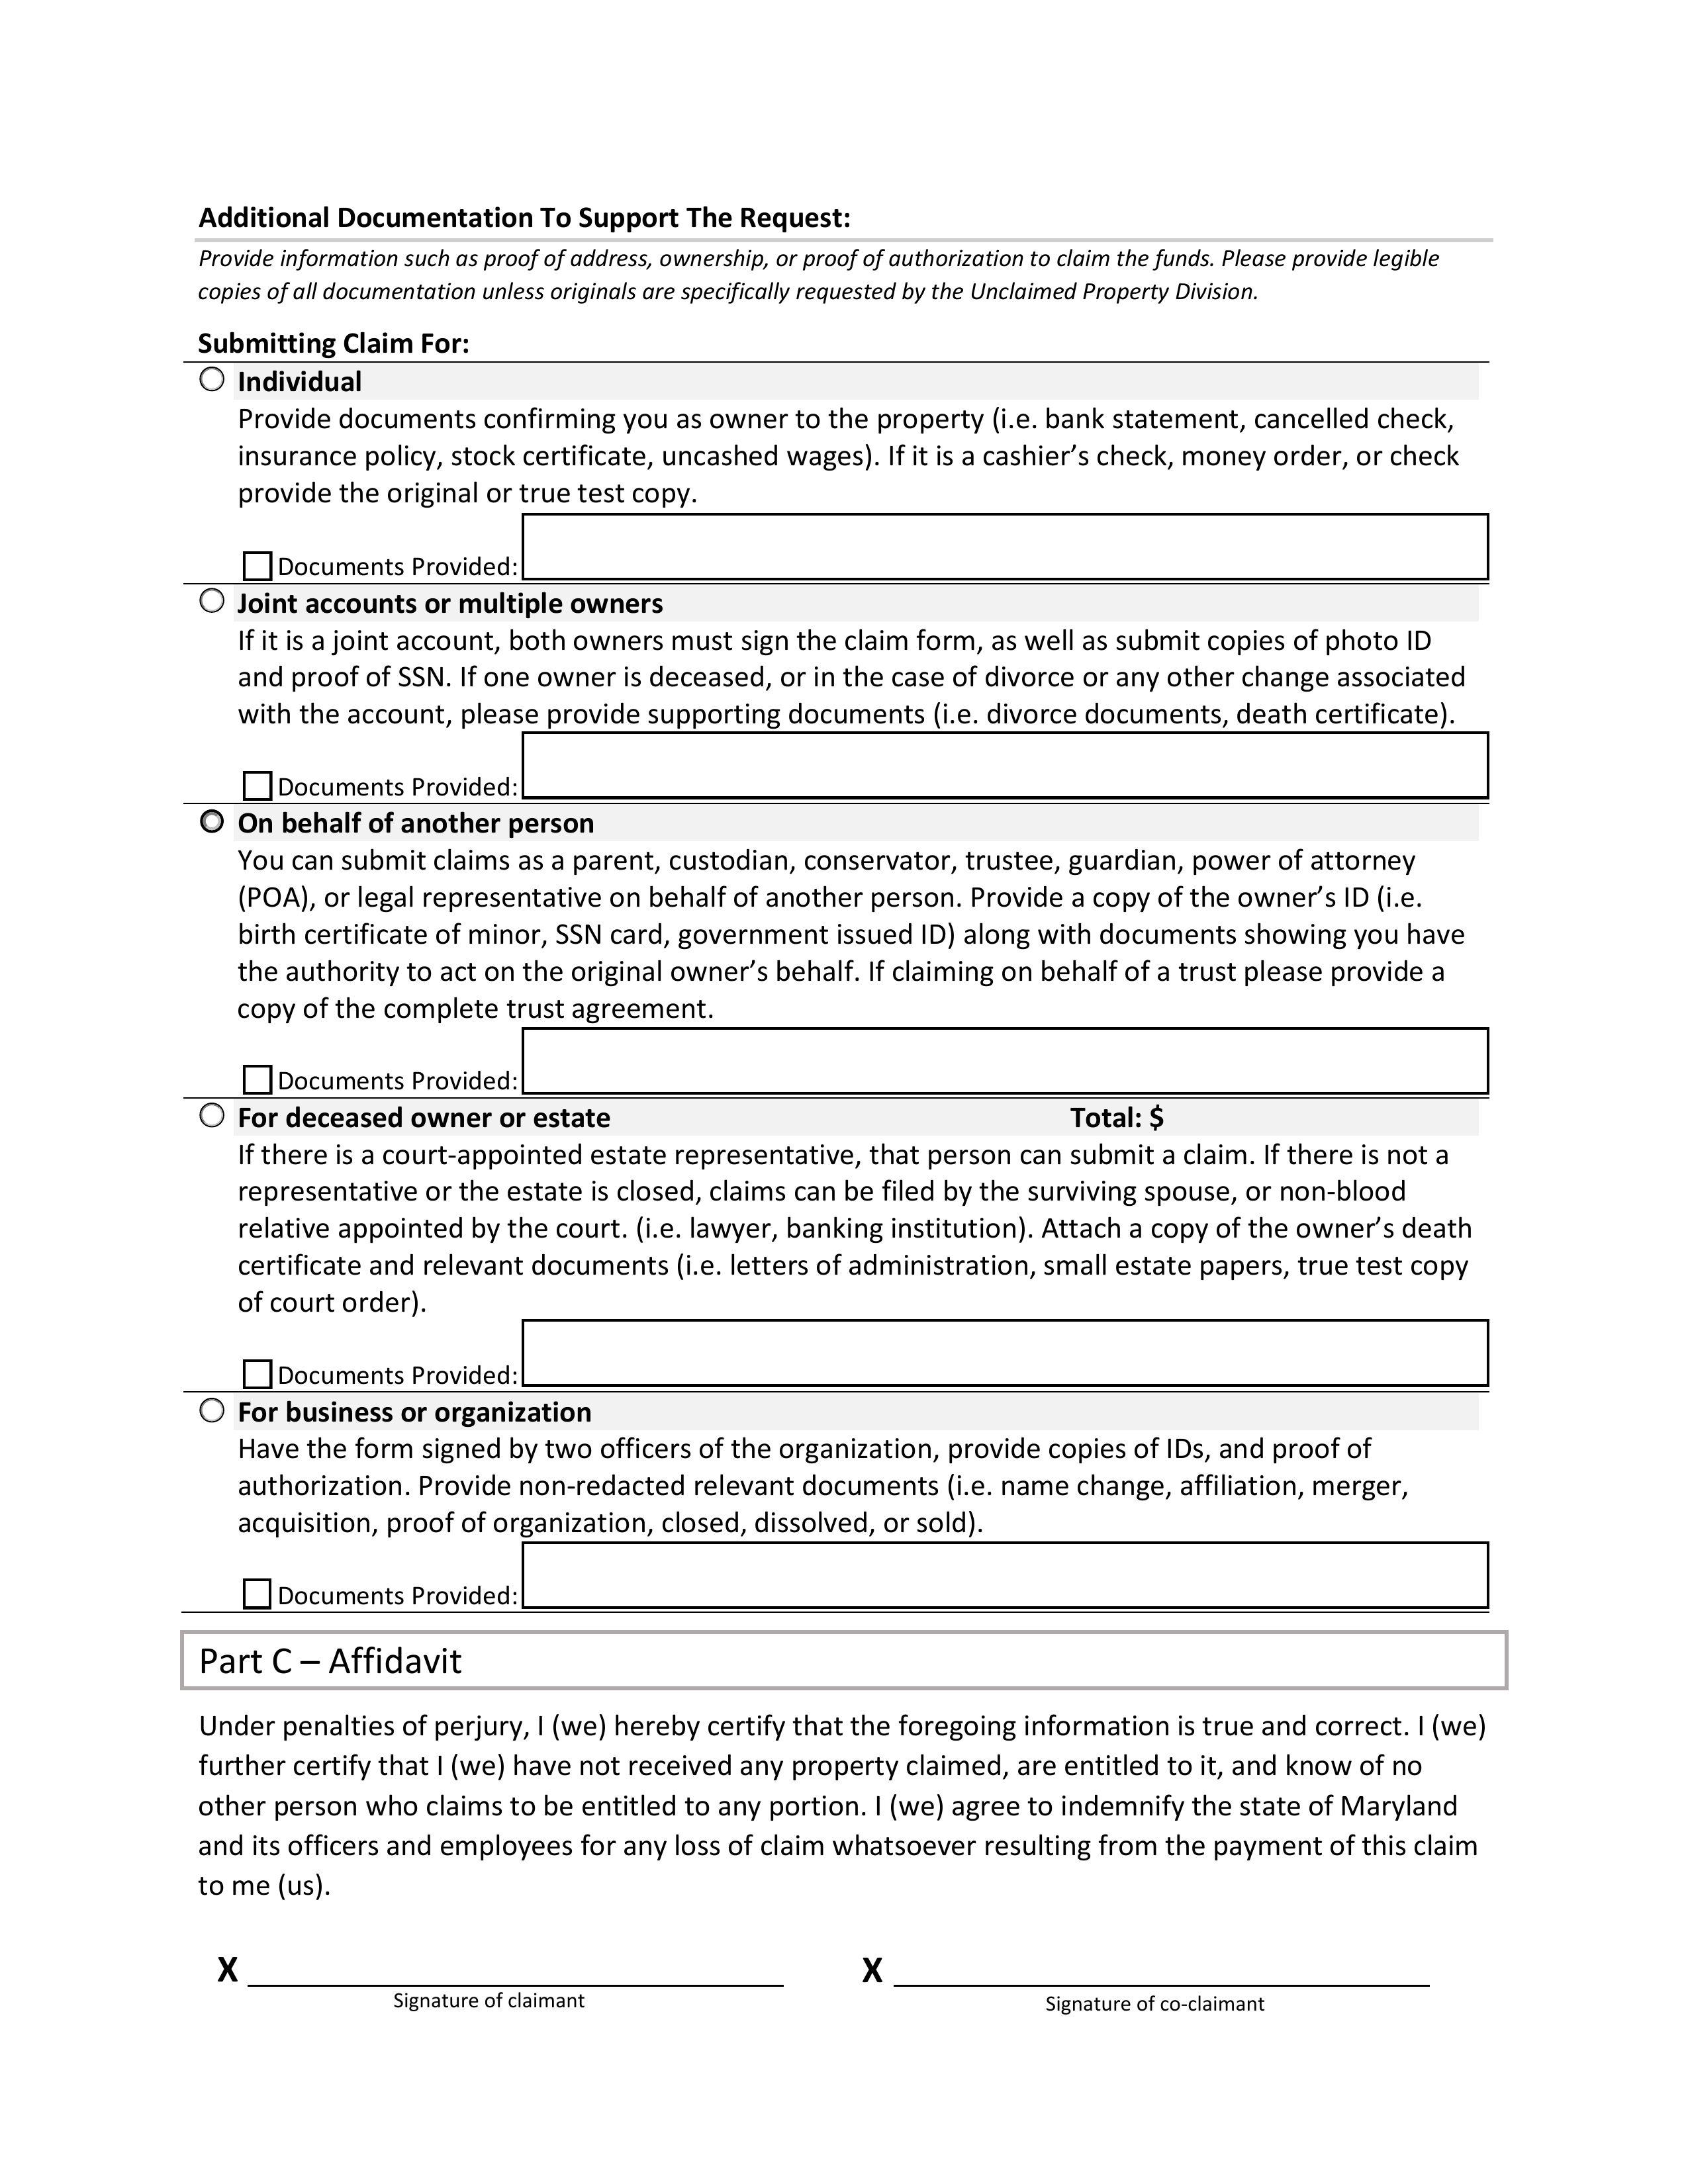 Additional Documentation To Support The Request:
Provide information such as proof of address, ownership, or proof of authorization to claim the funds. Please provide legible
copies of all documentation unless originals are specifically requested by the Unclaimed Property Division.
Submitting Claim For:
Individual
Provide documents confirming you as owner to the property (i.e. bank statement, cancelled check,
insurance policy, stock certificate, uncashed wages). If it is a cashier’s check, money order, or check
provide the original or true test copy.
Documents Provided:
Joint accounts or multiple owners
If it is a joint account, both owners must sign the claim form, as well as submit copies of photo ID
and proof of SSN. If one owner is deceased, or in the case of divorce or any other change associated
with the account, please provide supporting documents (i.e. divorce documents, death certificate).
Documents Provided:
On behalf of another person
You can submit claims as a parent, custodian, conservator, trustee, guardian, power of attorney
(POA), or legal representative on behalf of another person. Provide a copy of the owner’s ID (i.e.
birth certificate of minor, SSN card, government issued ID) along with documents showing you have
the authority to act on the original owner’s behalf. If claiming on behalf of a trust please provide a
copy of the complete trust agreement.
Documents Provided:
For deceased owner or estate Total: $
If there is a court-appointed estate representative, that person can submit a claim. If there is not a
representative or the estate is closed, claims can be filed by the surviving spouse, or non-blood
relative appointed by the court. (i.e. lawyer, banking institution). Attach a copy of the owner’s death
certificate and relevant documents (i.e. letters of administration, small estate papers, true test copy
of court order).
Documents Provided:
For business or organization
Have the form signed by two officers of the organization, provide copies of IDs, and proof of
authorization. Provide non-redacted relevant documents (i.e. name change, affiliation, merger,
acquisition, proof of organization, closed, dissolved, or sold).
Documents Provided:
Part C – Affidavit
Under penalties of perjury, I (we) hereby certify that the foregoing information is true and correct. I (we)
further certify that I (we) have not received any property claimed, are entitled to it, and know of no
other person who claims to be entitled to any portion. I (we) agree to indemnify the state of Maryland
and its officers and employees for any loss of claim whatsoever resulting from the payment of this claim
to me (us).
X X
Signature of claimant Signature of co-claimant